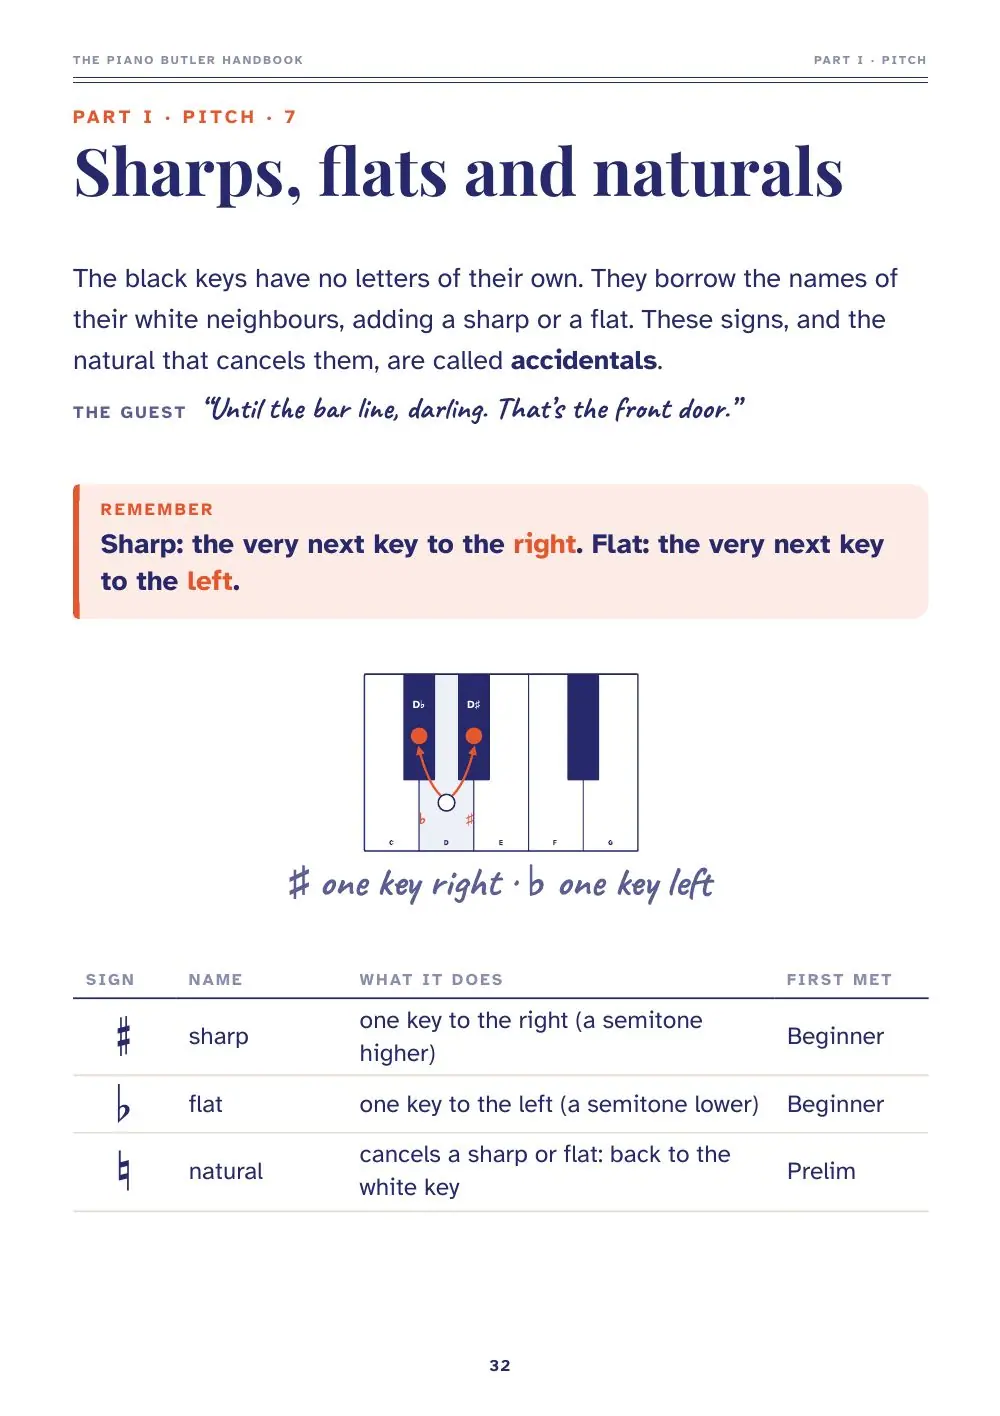 THE PIANO BUTLER HANDBOOK
PART I · PITCH
PART I · PITCH · 7
Sharps, flats and naturals
The black keys have no letters of their own. They borrow the names of
their white neighbours, adding a sharp or a flat. These signs, and the
natural that cancels them, are called accidentals.
THE GUEST “Until the bar line, darling. That’s the front door.”
REMEMBER
Sharp: the very next key to the right. Flat: the very next key
to the left.
D♭ D♯
♭ ♯
C D E F G
♯ one key right · ♭ one key left
SIGN NAME WHAT IT DOES FIRST MET
♯ sharp one key to the right (a semitone
higher) Beginner
♭ flat one key to the left (a semitone lower) Beginner
♮ natural cancels a sharp or flat: back to the
white key Prelim
32